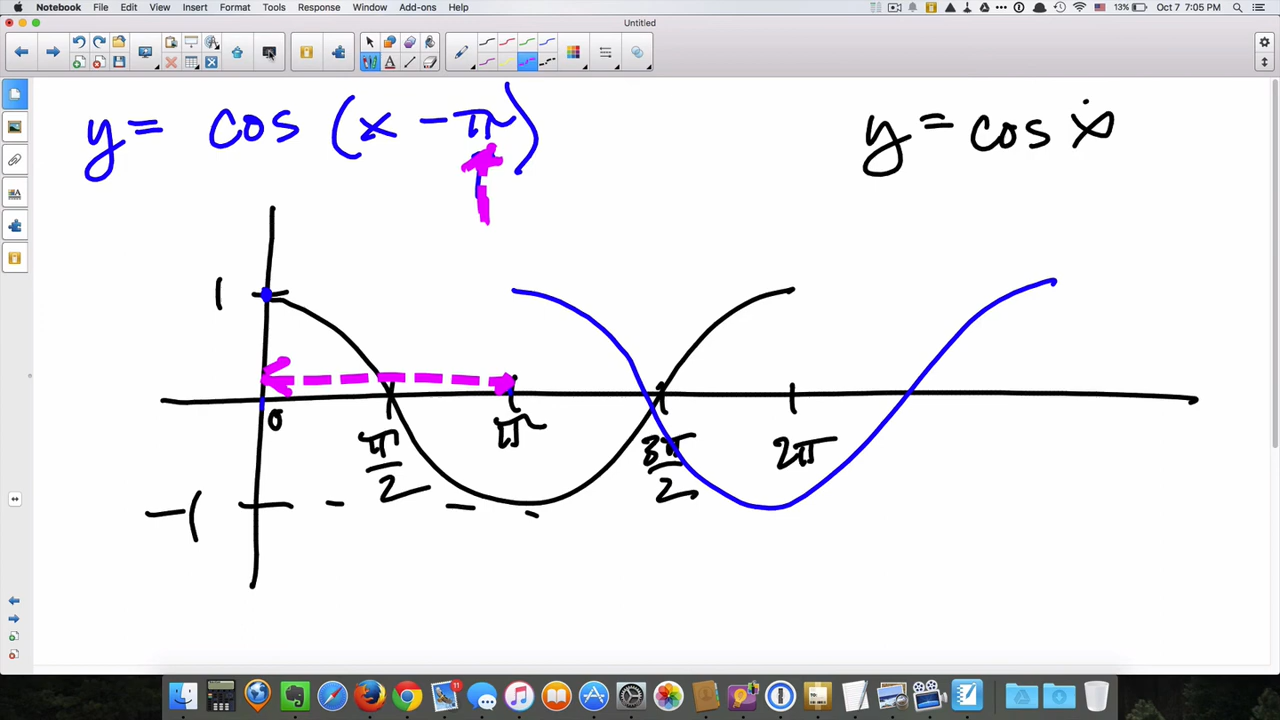 Notebook File Edit View Insert Format Tools Response Window Add-ons Help 13% Oct 7 7:05 PM
Untitled
y = cos (x - π)
y = cos x
1
0
π/2
π
3π/2
2π
-1
11